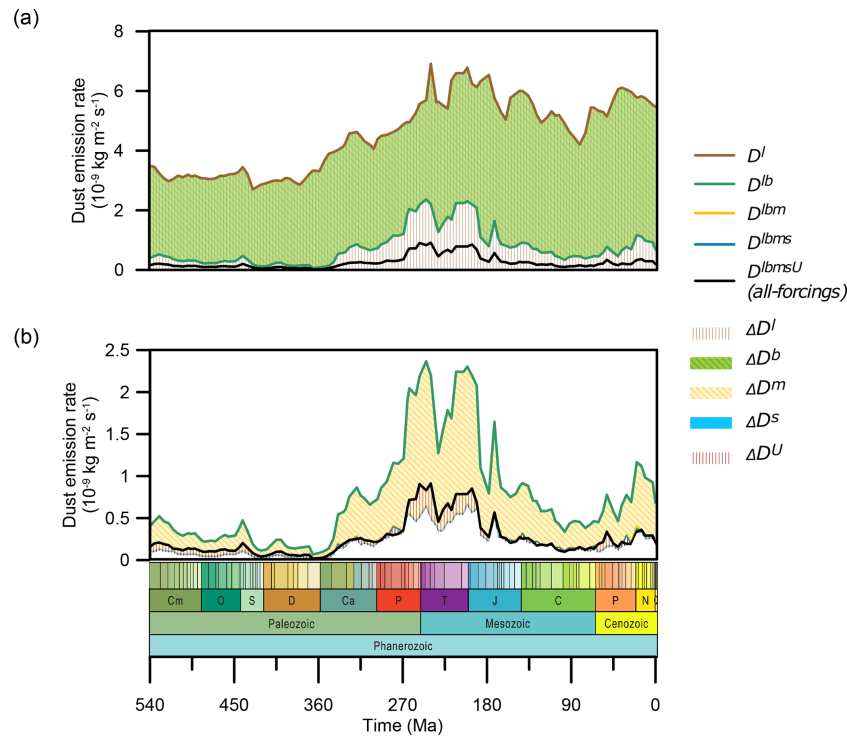 (a)
8
6
4
2
0
Dust emission rate
(10⁻⁹ kg m⁻² s⁻¹)
Dˡ
Dˡᵇ
Dˡᵇᵐ
Dˡᵇᵐˢ
DˡᵇᵐˢU
(all-forcings)
ΔDˡ
ΔDᵇ
ΔDᵐ
ΔDˢ
ΔDU
(b)
2.5
2
1.5
1
0.5
0
Dust emission rate
(10⁻⁹ kg m⁻² s⁻¹)
Cm O S D Ca P T J C P N
Paleozoic Mesozoic Cenozoic
Phanerozoic
540 450 360 270 180 90 0
Time (Ma)